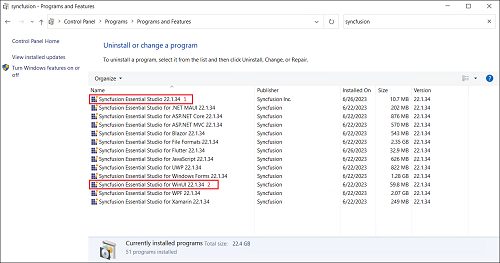 syncfusion - Programs and Features
Control Panel > Programs > Programs and Features
syncfusion
Control Panel Home
View installed updates
Turn Windows features on or off
Uninstall or change a program
To uninstall a program, select it from the list and then click Uninstall, Change, or Repair.
Organize
Name Publisher Installed On Size Version
Syncfusion Essential Studio 22.1.34 1 Syncfusion Inc. 6/26/2023 10.7 MB 22.1.34
Syncfusion Essential Studio for .NET MAUI 22.1.34 Syncfusion 6/22/2023 202 MB 22.1.34
Syncfusion Essential Studio for ASP.NET Core 22.1.34 Syncfusion 6/22/2023 876 MB 22.1.34
Syncfusion Essential Studio for ASP.NET MVC 22.1.34 Syncfusion 6/22/2023 570 MB 22.1.34
Syncfusion Essential Studio for Blazor 22.1.34 Syncfusion 6/22/2023 543 MB 22.1.34
Syncfusion Essential Studio for File Formats 22.1.34 Syncfusion 6/22/2023 2.35 GB 22.1.34
Syncfusion Essential Studio for Flutter 22.1.34 Syncfusion 6/26/2023 32.9 MB 22.1.34
Syncfusion Essential Studio for JavaScript 22.1.34 Syncfusion 6/22/2023 626 MB 22.1.34
Syncfusion Essential Studio for UWP 22.1.34 Syncfusion 6/22/2023 822 MB 22.1.34
Syncfusion Essential Studio for Windows Forms 22.1.34 Syncfusion 6/22/2023 1.28 GB 22.1.34
Syncfusion Essential Studio for WinUI 22.1.34 2 Syncfusion 6/22/2023 59.8 MB 22.1.34
Syncfusion Essential Studio for WPF 22.1.34 Syncfusion 6/22/2023 2.07 GB 22.1.34
Syncfusion Essential Studio for Xamarin 22.1.34 Syncfusion 6/22/2023 249 MB 22.1.34
Currently installed programs Total size: 22.4 GB
51 programs installed